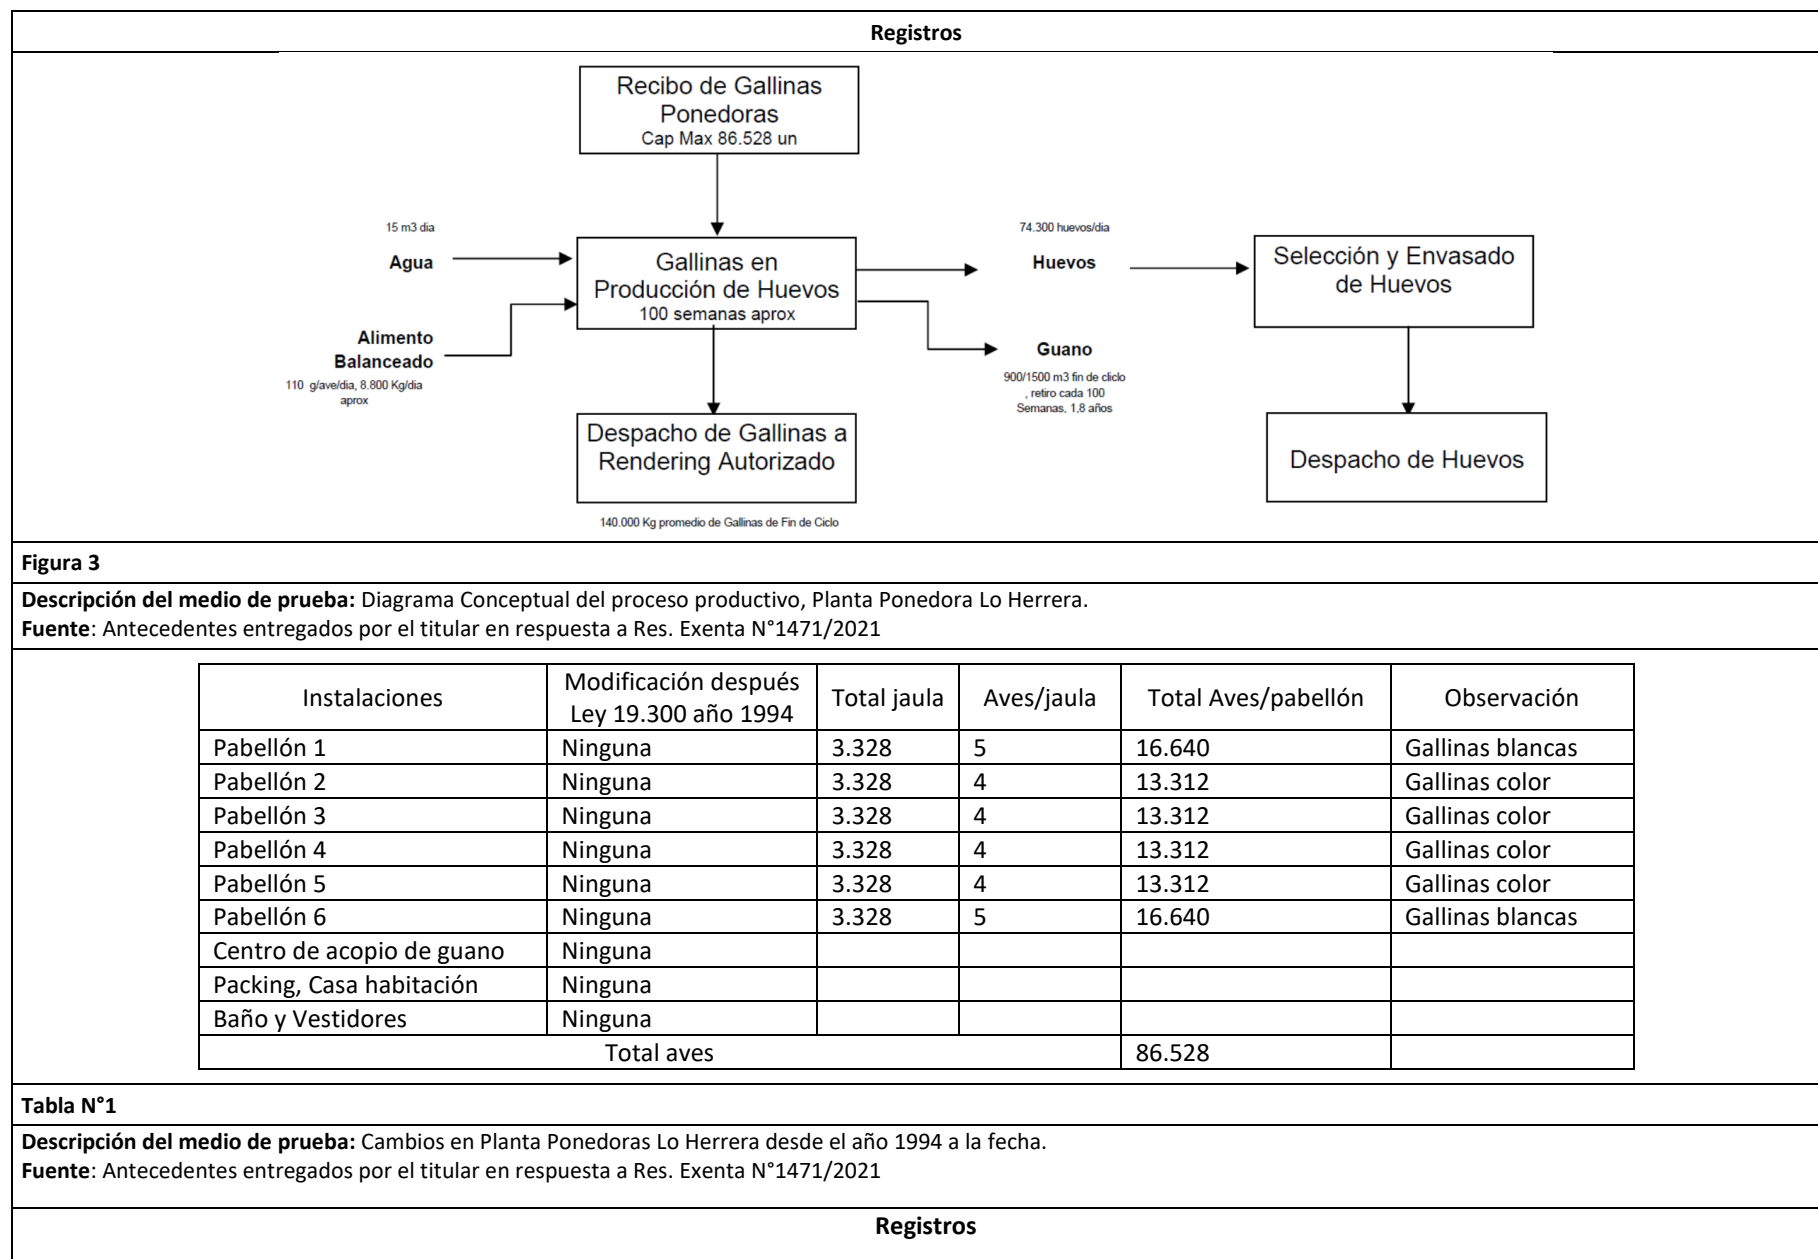 Registros
Recibo de Gallinas
Ponedoras
Cap Max 86.528 un
15 m3 dia
Agua
Alimento
Balanceado
110 g/ave/dia, 8.800 Kg/dia
aprox
Gallinas en
Producción de Huevos
100 semanas aprox
74.300 huevos/dia
Huevos
Guano
900/1500 m3 fin de cliclo
, retiro cada 100
Semanas, 1,8 años
Selección y Envasado
de Huevos
Despacho de Gallinas a
Rendering Autorizado
140.000 Kg promedio de Gallinas de Fin de Ciclo
Despacho de Huevos
Figura 3
Descripción del medio de prueba: Diagrama Conceptual del proceso productivo, Planta Ponedora Lo Herrera.
Fuente: Antecedentes entregados por el titular en respuesta a Res. Exenta N°1471/2021
Instalaciones Modificación después Ley 19.300 año 1994 Total jaula Aves/jaula Total Aves/pabellón Observación
Pabellón 1 Ninguna 3.328 5 16.640 Gallinas blancas
Pabellón 2 Ninguna 3.328 4 13.312 Gallinas color
Pabellón 3 Ninguna 3.328 4 13.312 Gallinas color
Pabellón 4 Ninguna 3.328 4 13.312 Gallinas color
Pabellón 5 Ninguna 3.328 4 13.312 Gallinas color
Pabellón 6 Ninguna 3.328 5 16.640 Gallinas blancas
Centro de acopio de guano Ninguna
Packing, Casa habitación Ninguna
Baño y Vestidores Ninguna
Total aves 86.528
Tabla N°1
Descripción del medio de prueba: Cambios en Planta Ponedoras Lo Herrera desde el año 1994 a la fecha.
Fuente: Antecedentes entregados por el titular en respuesta a Res. Exenta N°1471/2021
Registros